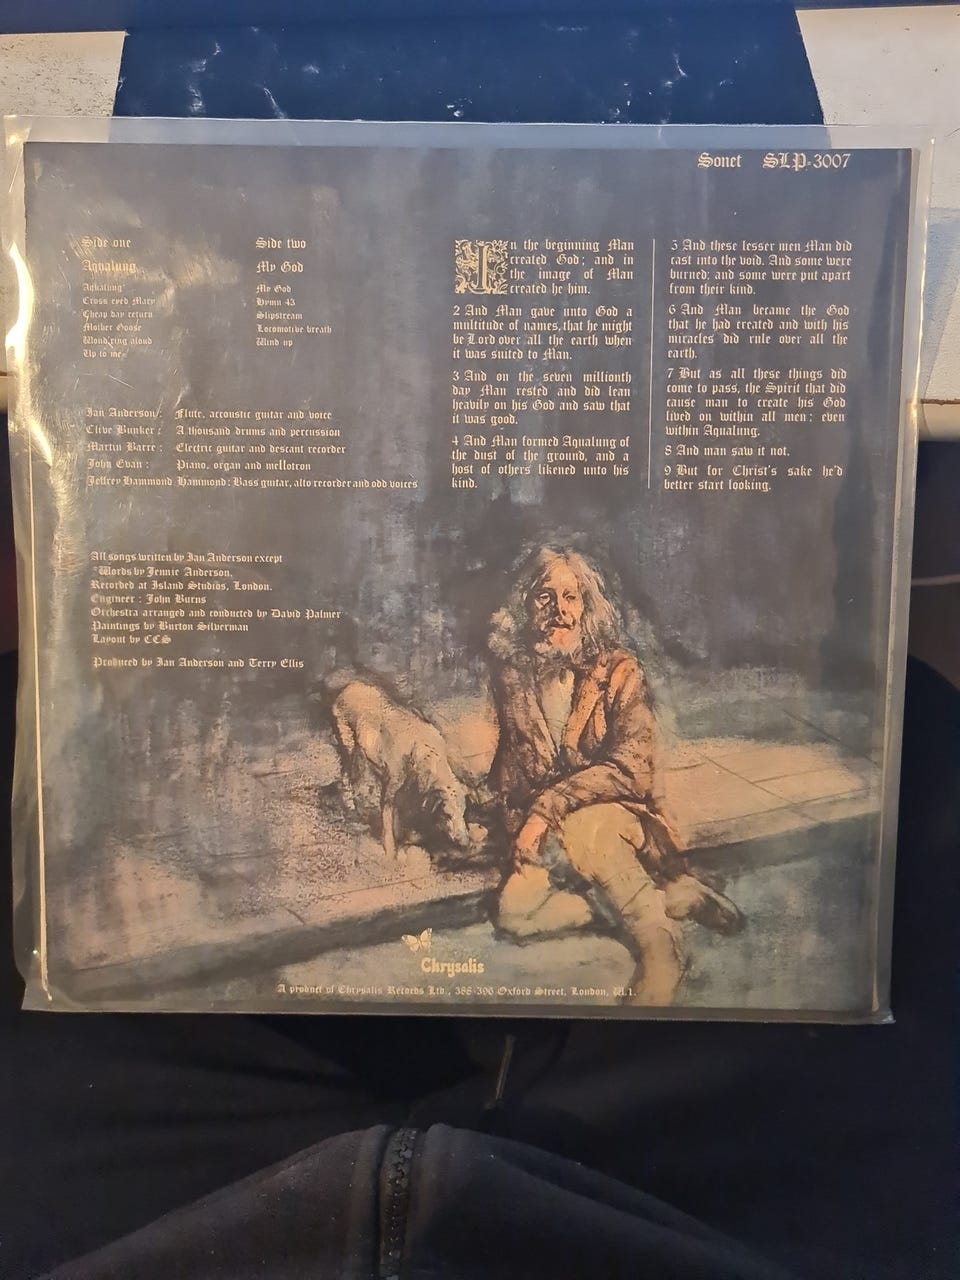 Sonet SLP-3007
Side one
Aqualung
Aqualung*
Cross eyed Mary
Cheap day return
Mother Goose
Wond'ring aloud
Up to me
Side two
My God
My God
Hymn 43
Slipstream
Locomotive breath
Wind up
Ian Anderson: Flute, accoustic guitar and voice
Clive Bunker: A thousand drums and percussion
Martin Barre: Electric guitar and descant recorder
John Evan: Piano, organ and mellotron
Jeffrey Hammond Hammond: Bass guitar, alto recorder and odd voices
All songs written by Ian Anderson except
*Words by Jennie Anderson.
Recorded at Island Studios, London.
Engineer: John Burns
Orchestra arranged and conducted by David Palmer
Paintings by Burton Silverman
Layout by CCS
Produced by Ian Anderson and Terry Ellis
In the beginning Man
created God; and in
the image of Man
created he him.
2 And Man gave unto God a
multitude of names, that he might
be Lord over all the earth when
it was suited to Man.
3 And on the seven millionth
day Man rested and did lean
heavily on his God and saw that
it was good.
4 And Man formed Aqualung of
the dust of the ground, and a
host of others likened unto his
kind.
5 And these lesser men Man did
cast into the void. And some were
burned; and some were put apart
from their kind.
6 And Man became the God
that he had created and with his
miracles did rule over all the
earth.
7 But as all these things did
come to pass, the Spirit that did
cause man to create his God
lived on within all men; even
within Aqualung.
8 And man saw it not.
9 But for Christ's sake he'd
better start looking.
Chrysalis
A product of Chrysalis Records Ltd., 388-396 Oxford Street, London, W.1.